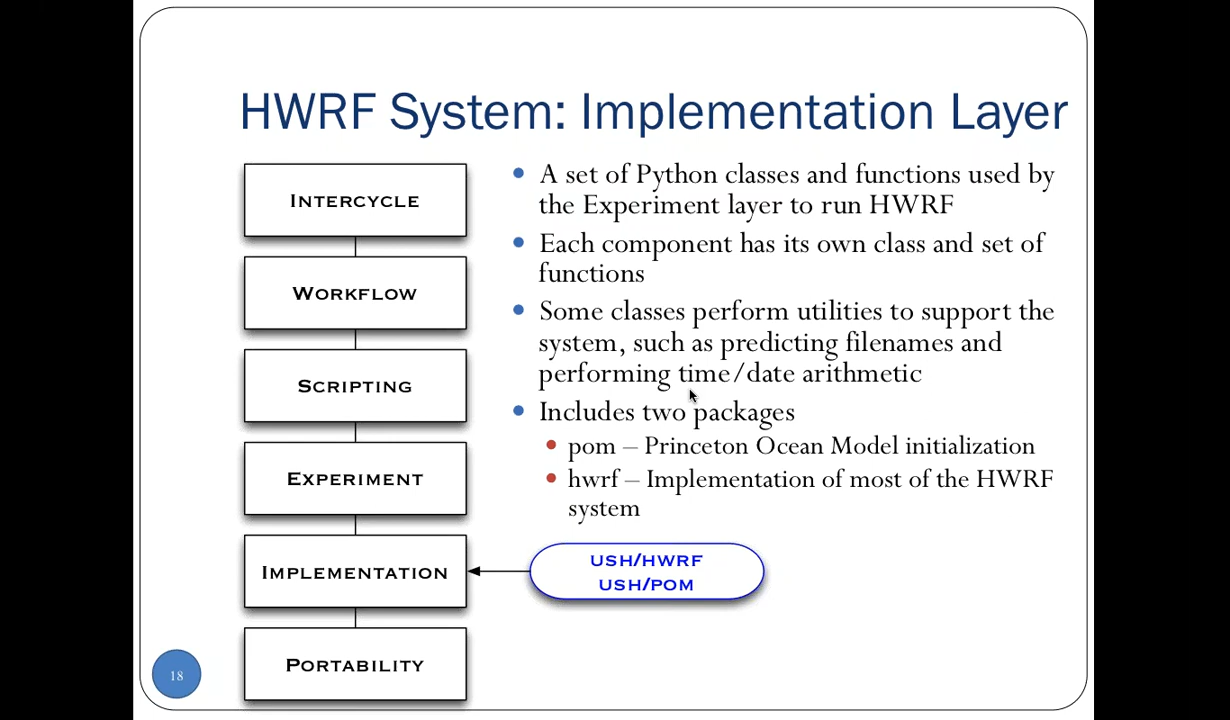 HWRF System: Implementation Layer
INTERCYCLE
WORKFLOW
SCRIPTING
EXPERIMENT
IMPLEMENTATION
PORTABILITY
• A set of Python classes and functions used by
the Experiment layer to run HWRF
• Each component has its own class and set of
functions
• Some classes perform utilities to support the
system, such as predicting filenames and
performing time/date arithmetic
• Includes two packages
• pom – Princeton Ocean Model initialization
• hwrf – Implementation of most of the HWRF
system
USH/HWRF
USH/POM
18